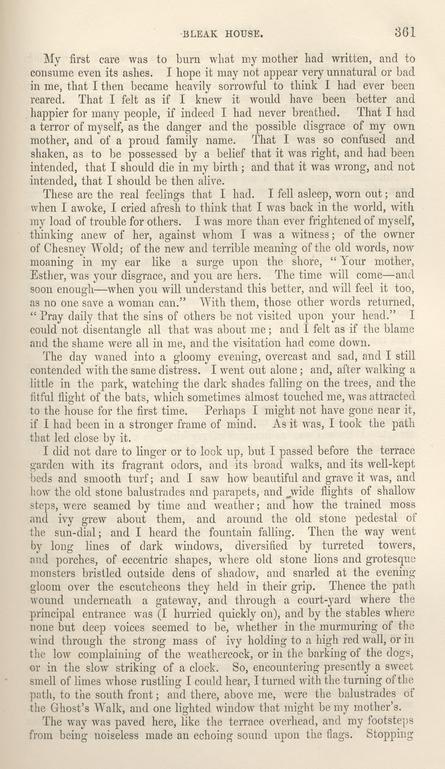 BLEAK HOUSE. 361
My first care was to burn what my mother had written, and to
consume even its ashes. I hope it may not appear very unnatural or bad
in me, that I then became heavily sorrowful to think I had ever been
reared. That I felt as if I knew it would have been better and
happier for many people, if indeed I had never breathed. That I had
a terror of myself, as the danger and the possible disgrace of my own
mother, and of a proud family name. That I was so confused and
shaken, as to be possessed by a belief that it was right, and had been
intended, that I should die in my birth; and that it was wrong, and not
intended, that I should be then alive.
These are the real feelings that I had. I fell asleep, worn out; and
when I awoke, I cried afresh to think that I was back in the world, with
my load of trouble for others. I was more than ever frightened of myself,
thinking anew of her, against whom I was a witness; of the owner
of Chesney Wold; of the new and terrible meaning of the old words, now
moaning in my ear like a surge upon the shore, "Your mother,
Esther, was your disgrace, and you are hers. The time will come—and
soon enough—when you will understand this better, and will feel it too,
as no one save a woman can." With them, those other words returned,
"Pray daily that the sins of others be not visited upon your head." I
could not disentangle all that was about me; and I felt as if the blame
and the shame were all in me, and the visitation had come down.
The day waned into a gloomy evening, overcast and sad, and I still
contended with the same distress. I went out alone; and, after walking a
little in the park, watching the dark shades falling on the trees, and the
fitful flight of the bats, which sometimes almost touched me, was attracted
to the house for the first time. Perhaps I might not have gone near it,
if I had been in a stronger frame of mind. As it was, I took the path
that led close by it.
I did not dare to linger or to look up, but I passed before the terrace
garden with its fragrant odors, and its broad walks, and its well-kept
beds and smooth turf; and I saw how beautiful and grave it was, and
how the old stone balustrades and parapets, and wide flights of shallow
steps, were seamed by time and weather; and how the trained moss
and ivy grew about them, and around the old stone pedestal of
the sun-dial; and I heard the fountain falling. Then the way went
by long lines of dark windows, diversified by turreted towers,
and porches, of eccentric shapes, where old stone lions and grotesque
monsters bristled outside dens of shadow, and snarled at the evening
gloom over the escutcheons they held in their grip. Thence the path
wound underneath a gateway, and through a court-yard where the
principal entrance was (I hurried quickly on), and by the stables where
none but deep voices seemed to be, whether in the murmuring of the
wind through the strong mass of ivy holding to a high red wall, or in
the low complaining of the weathercock, or in the barking of the dogs,
or in the slow striking of a clock. So, encountering presently a sweet
smell of limes whose rustling I could hear, I turned with the turning of the
path, to the south front; and there, above me, were the balustrades of
the Ghost's Walk, and one lighted window that might be my mother's.
The way was paved here, like the terrace overhead, and my footsteps
from being noiseless made an echoing sound upon the flags. Stopping